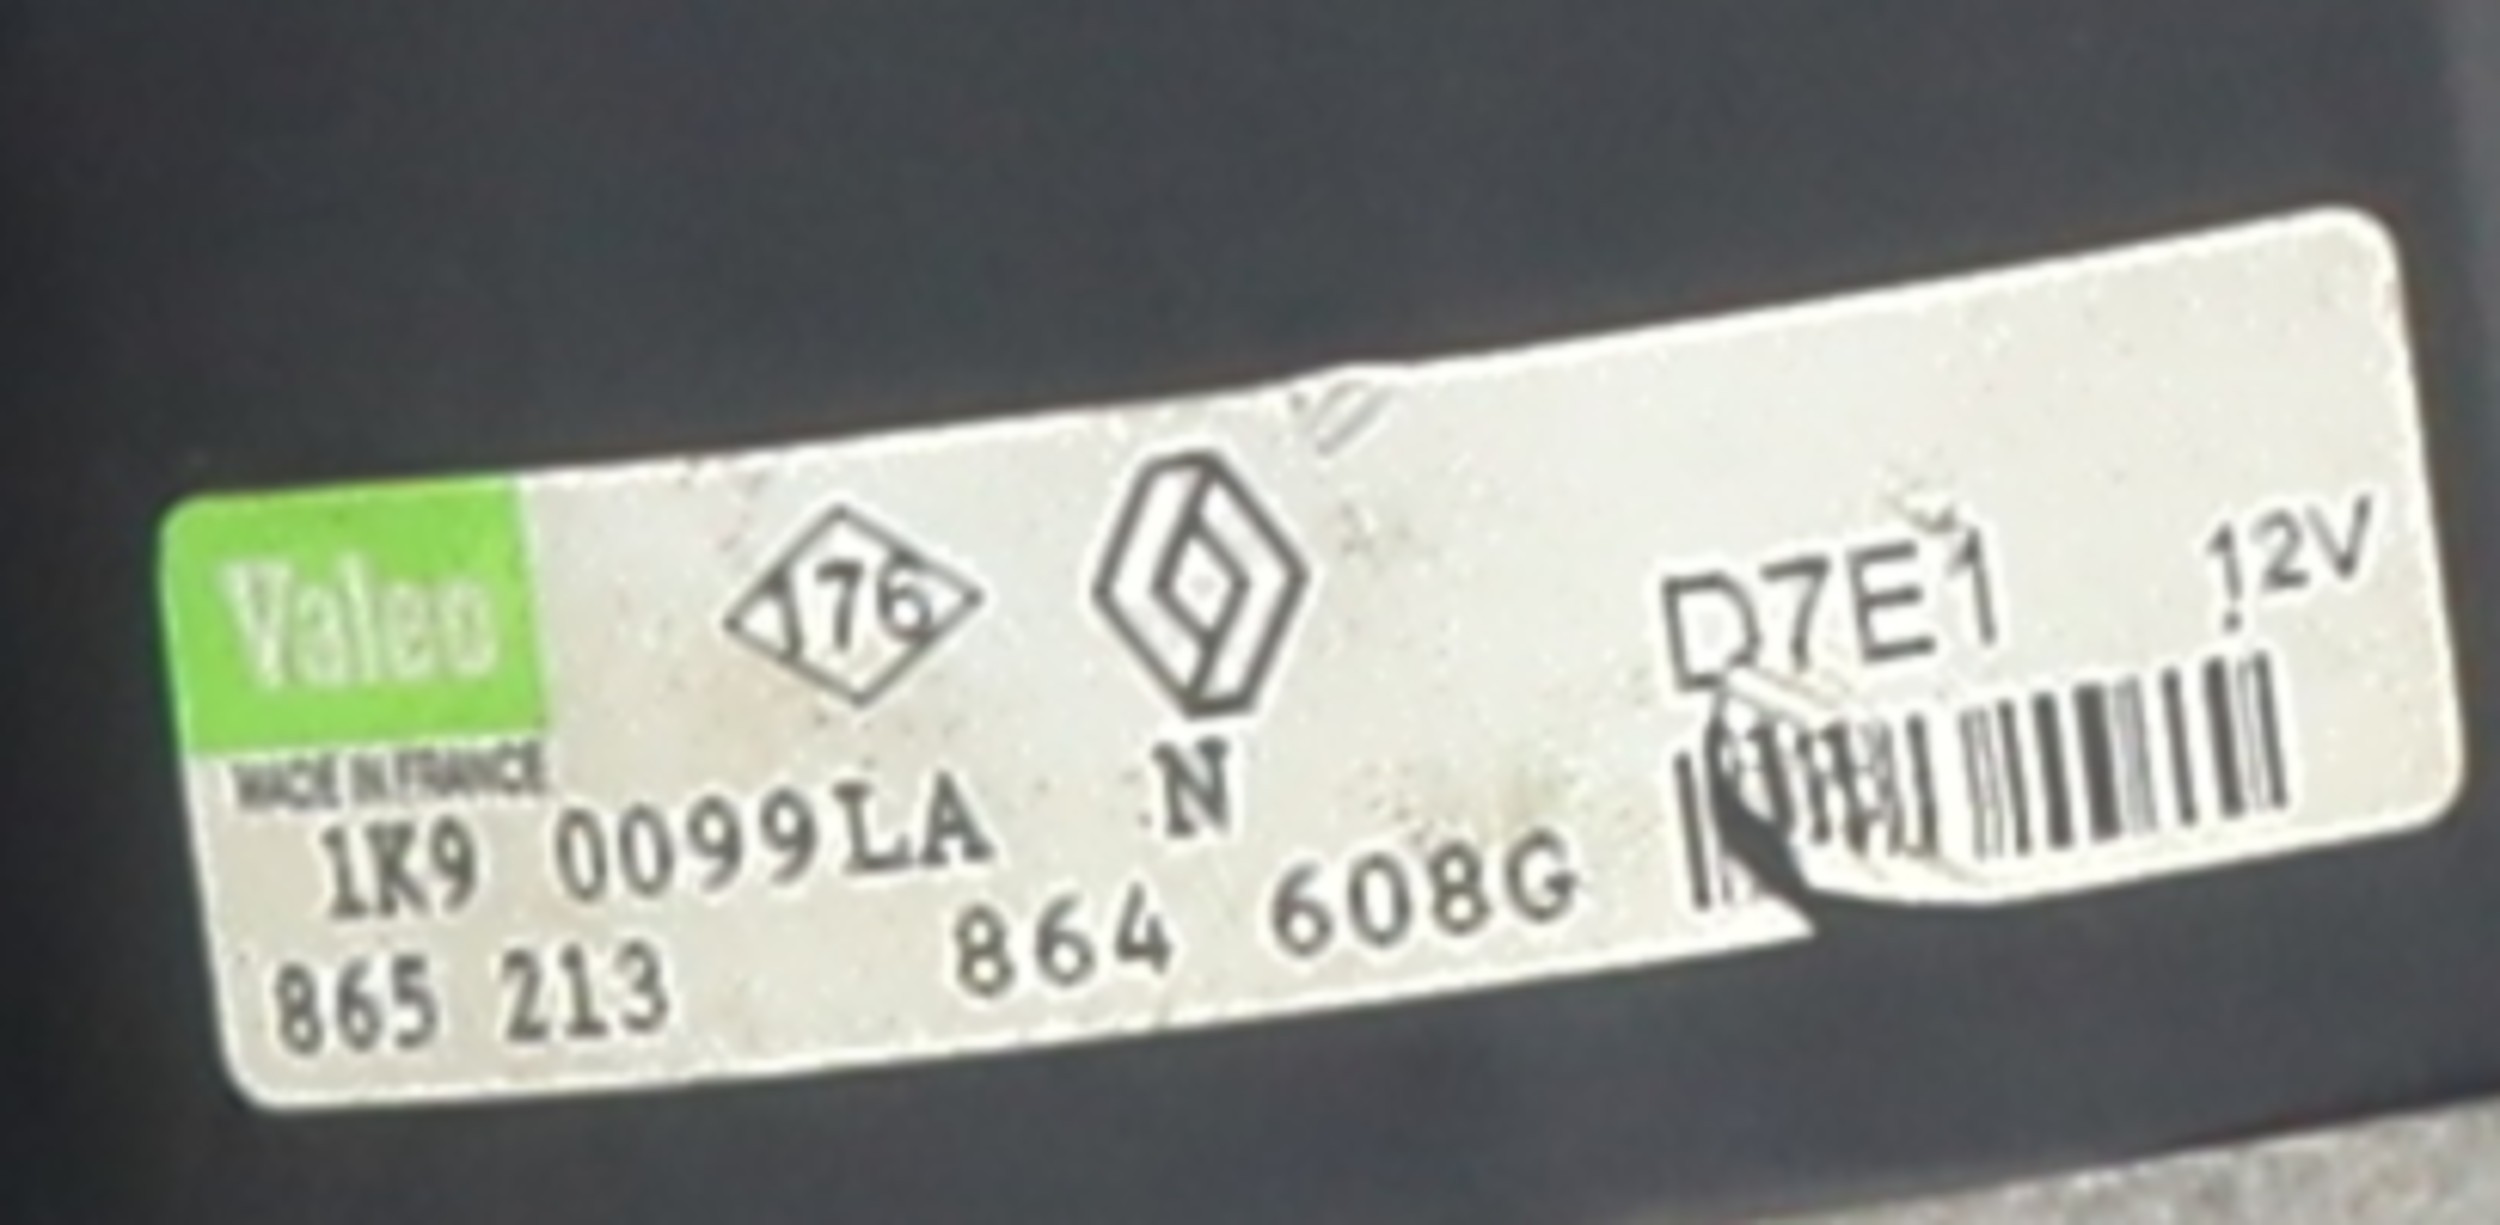 Valeo
76
D7E1
12V
MADE IN FRANCE
N
1K9 0099LA
865 213
864 608G